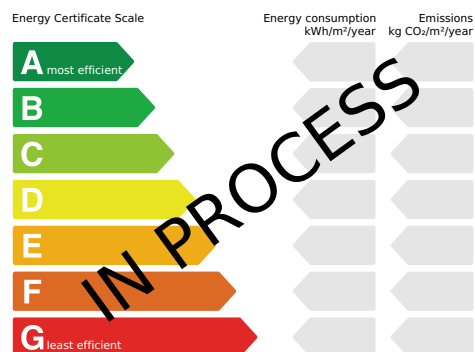 Energy Certificate Scale
Energy consumption
kWh/m²/year
Emissions
kg CO₂/m²/year
A most efficient
B
C
D
E
F
G least efficient
IN PROCESS